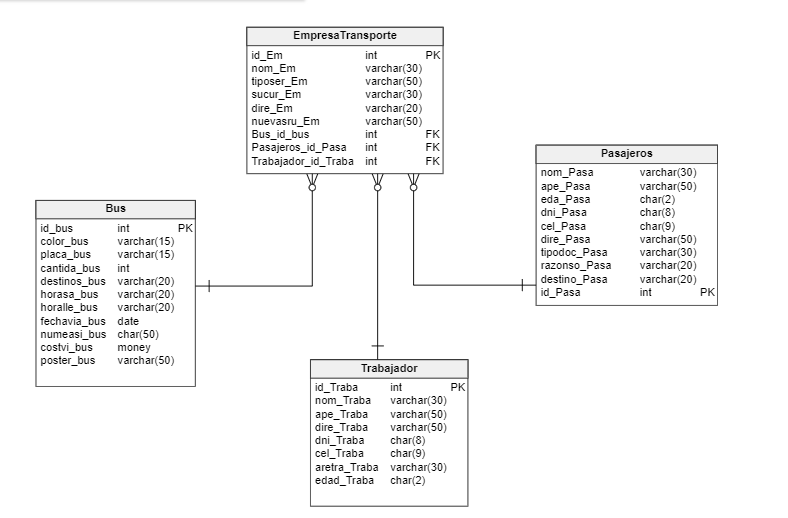 EmpresaTransporte
id_Em int PK
nom_Em varchar(30)
tiposer_Em varchar(50)
sucur_Em varchar(30)
dire_Em varchar(20)
nuevasru_Em varchar(50)
Bus_id_bus int FK
Pasajeros_id_Pasa int FK
Trabajador_id_Traba int FK
Pasajeros
nom_Pasa varchar(30)
ape_Pasa varchar(50)
eda_Pasa char(2)
dni_Pasa char(8)
cel_Pasa char(9)
dire_Pasa varchar(50)
tipodoc_Pasa varchar(30)
razonso_Pasa varchar(20)
destino_Pasa varchar(20)
id_Pasa int PK
Bus
id_bus int PK
color_bus varchar(15)
placa_bus varchar(15)
cantida_bus int
destinos_bus varchar(20)
horasa_bus varchar(20)
horalle_bus varchar(20)
fechavia_bus date
numeasi_bus char(50)
costvi_bus money
poster_bus varchar(50)
Trabajador
id_Traba int PK
nom_Traba varchar(30)
ape_Traba varchar(50)
dire_Traba varchar(50)
dni_Traba char(8)
cel_Traba char(9)
aretra_Traba varchar(30)
edad_Traba char(2)